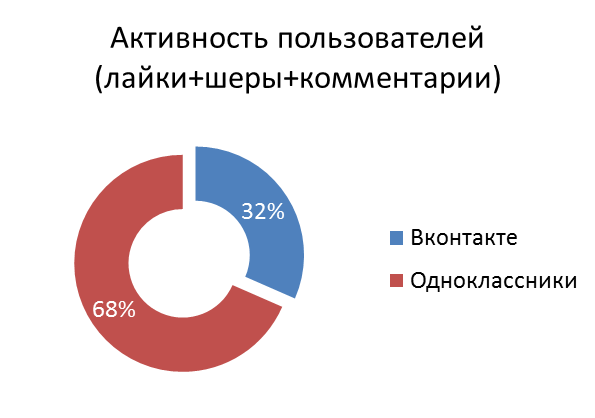 Активность пользователей
(лайки+шеры+комментарии)
32%
68%
Вконтакте
Одноклассники